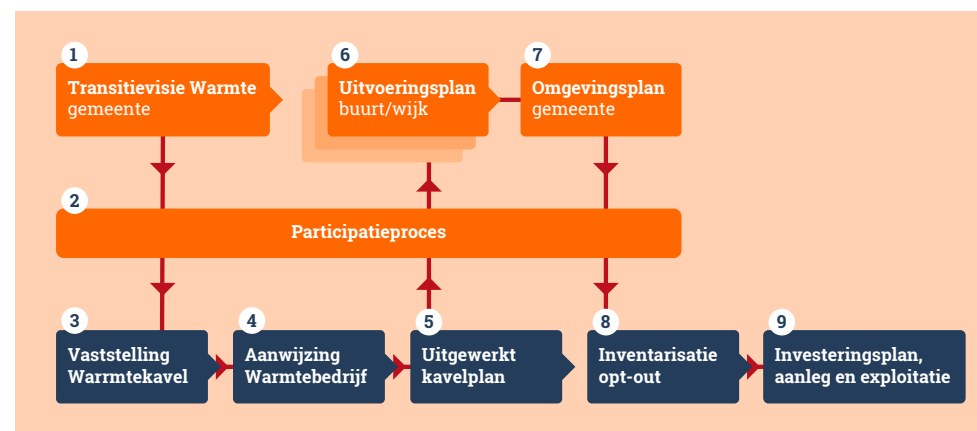 1
Transitievisie Warmte
gemeente
6
Uitvoeringsplan
buurt/wijk
7
Omgevingsplan
gemeente
2
Participatieproces
3
Vaststelling
Warrmtekavel
4
Aanwijzing
Warmtebedrijf
5
Uitgewerkt
kavelplan
8
Inventarisatie
opt-out
9
Investeringsplan,
aanleg en exploitatie